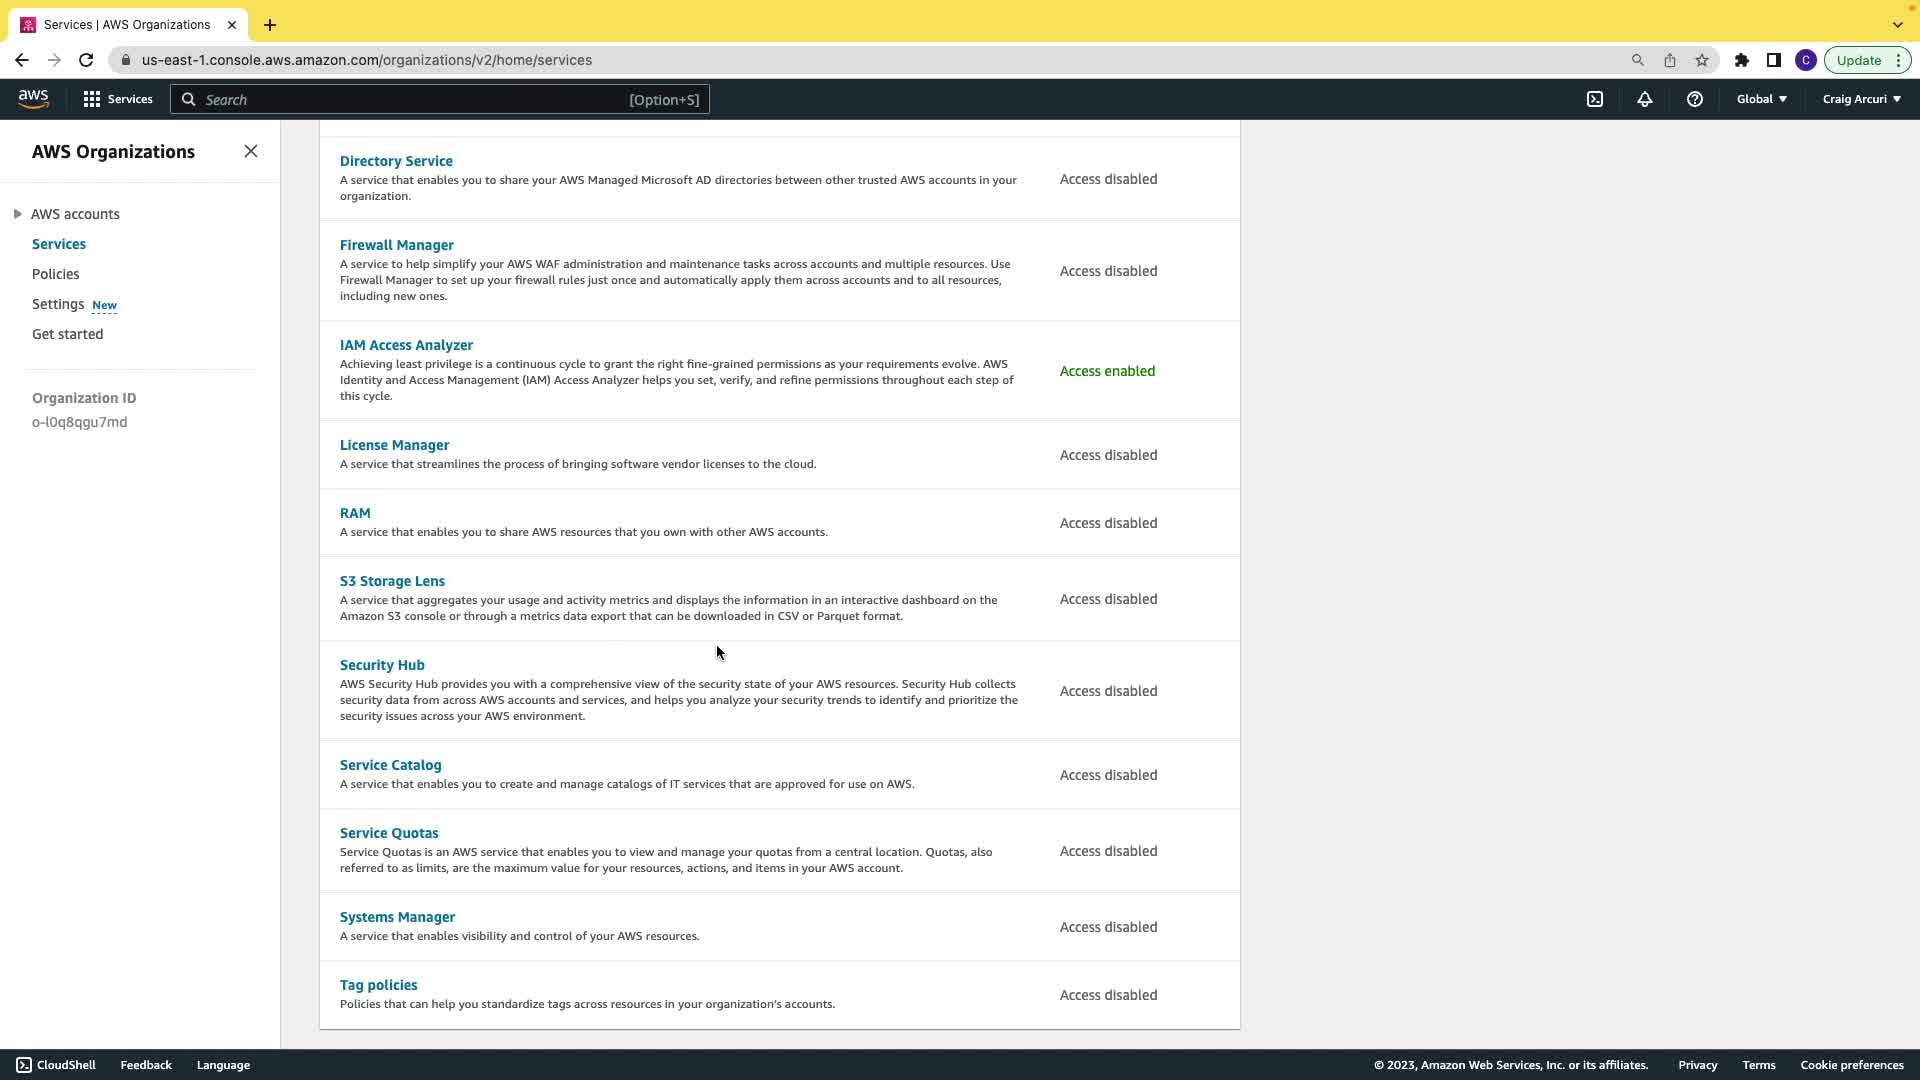 Services | AWS Organizations
us-east-1.console.aws.amazon.com/organizations/v2/home/services
C
Update
aws
Services
Search
[Option+S]
Global
Craig Arcuri
AWS Organizations
AWS accounts
Services
Policies
Settings New
Get started
Organization ID
o-l0q8qgu7md
Directory Service
A service that enables you to share your AWS Managed Microsoft AD directories between other trusted AWS accounts in your
organization.
Access disabled
Firewall Manager
A service to help simplify your AWS WAF administration and maintenance tasks across accounts and multiple resources. Use
Firewall Manager to set up your firewall rules just once and automatically apply them across accounts and to all resources,
including new ones.
Access disabled
IAM Access Analyzer
Achieving least privilege is a continuous cycle to grant the right fine-grained permissions as your requirements evolve. AWS
Identity and Access Management (IAM) Access Analyzer helps you set, verify, and refine permissions throughout each step of
this cycle.
Access enabled
License Manager
A service that streamlines the process of bringing software vendor licenses to the cloud.
Access disabled
RAM
A service that enables you to share AWS resources that you own with other AWS accounts.
Access disabled
S3 Storage Lens
A service that aggregates your usage and activity metrics and displays the information in an interactive dashboard on the
Amazon S3 console or through a metrics data export that can be downloaded in CSV or Parquet format.
Access disabled
Security Hub
AWS Security Hub provides you with a comprehensive view of the security state of your AWS resources. Security Hub collects
security data from across AWS accounts and services, and helps you analyze your security trends to identify and prioritize the
security issues across your AWS environment.
Access disabled
Service Catalog
A service that enables you to create and manage catalogs of IT services that are approved for use on AWS.
Access disabled
Service Quotas
Service Quotas is an AWS service that enables you to view and manage your quotas from a central location. Quotas, also
referred to as limits, are the maximum value for your resources, actions, and items in your AWS account.
Access disabled
Systems Manager
A service that enables visibility and control of your AWS resources.
Access disabled
Tag policies
Policies that can help you standardize tags across resources in your organization's accounts.
Access disabled
CloudShell
Feedback
Language
© 2023, Amazon Web Services, Inc. or its affiliates.
Privacy
Terms
Cookie preferences